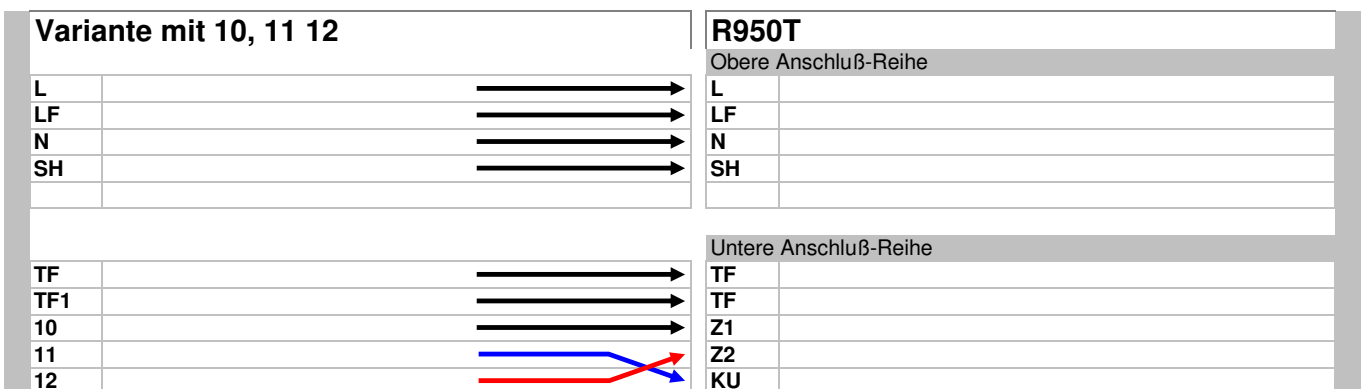 Variante mit 10, 11 12 R950T
Obere Anschluß-Reihe
L L
LF LF
N N
SH SH
Untere Anschluß-Reihe
TF TF
TF1 TF
10 Z1
11 Z2
12 KU